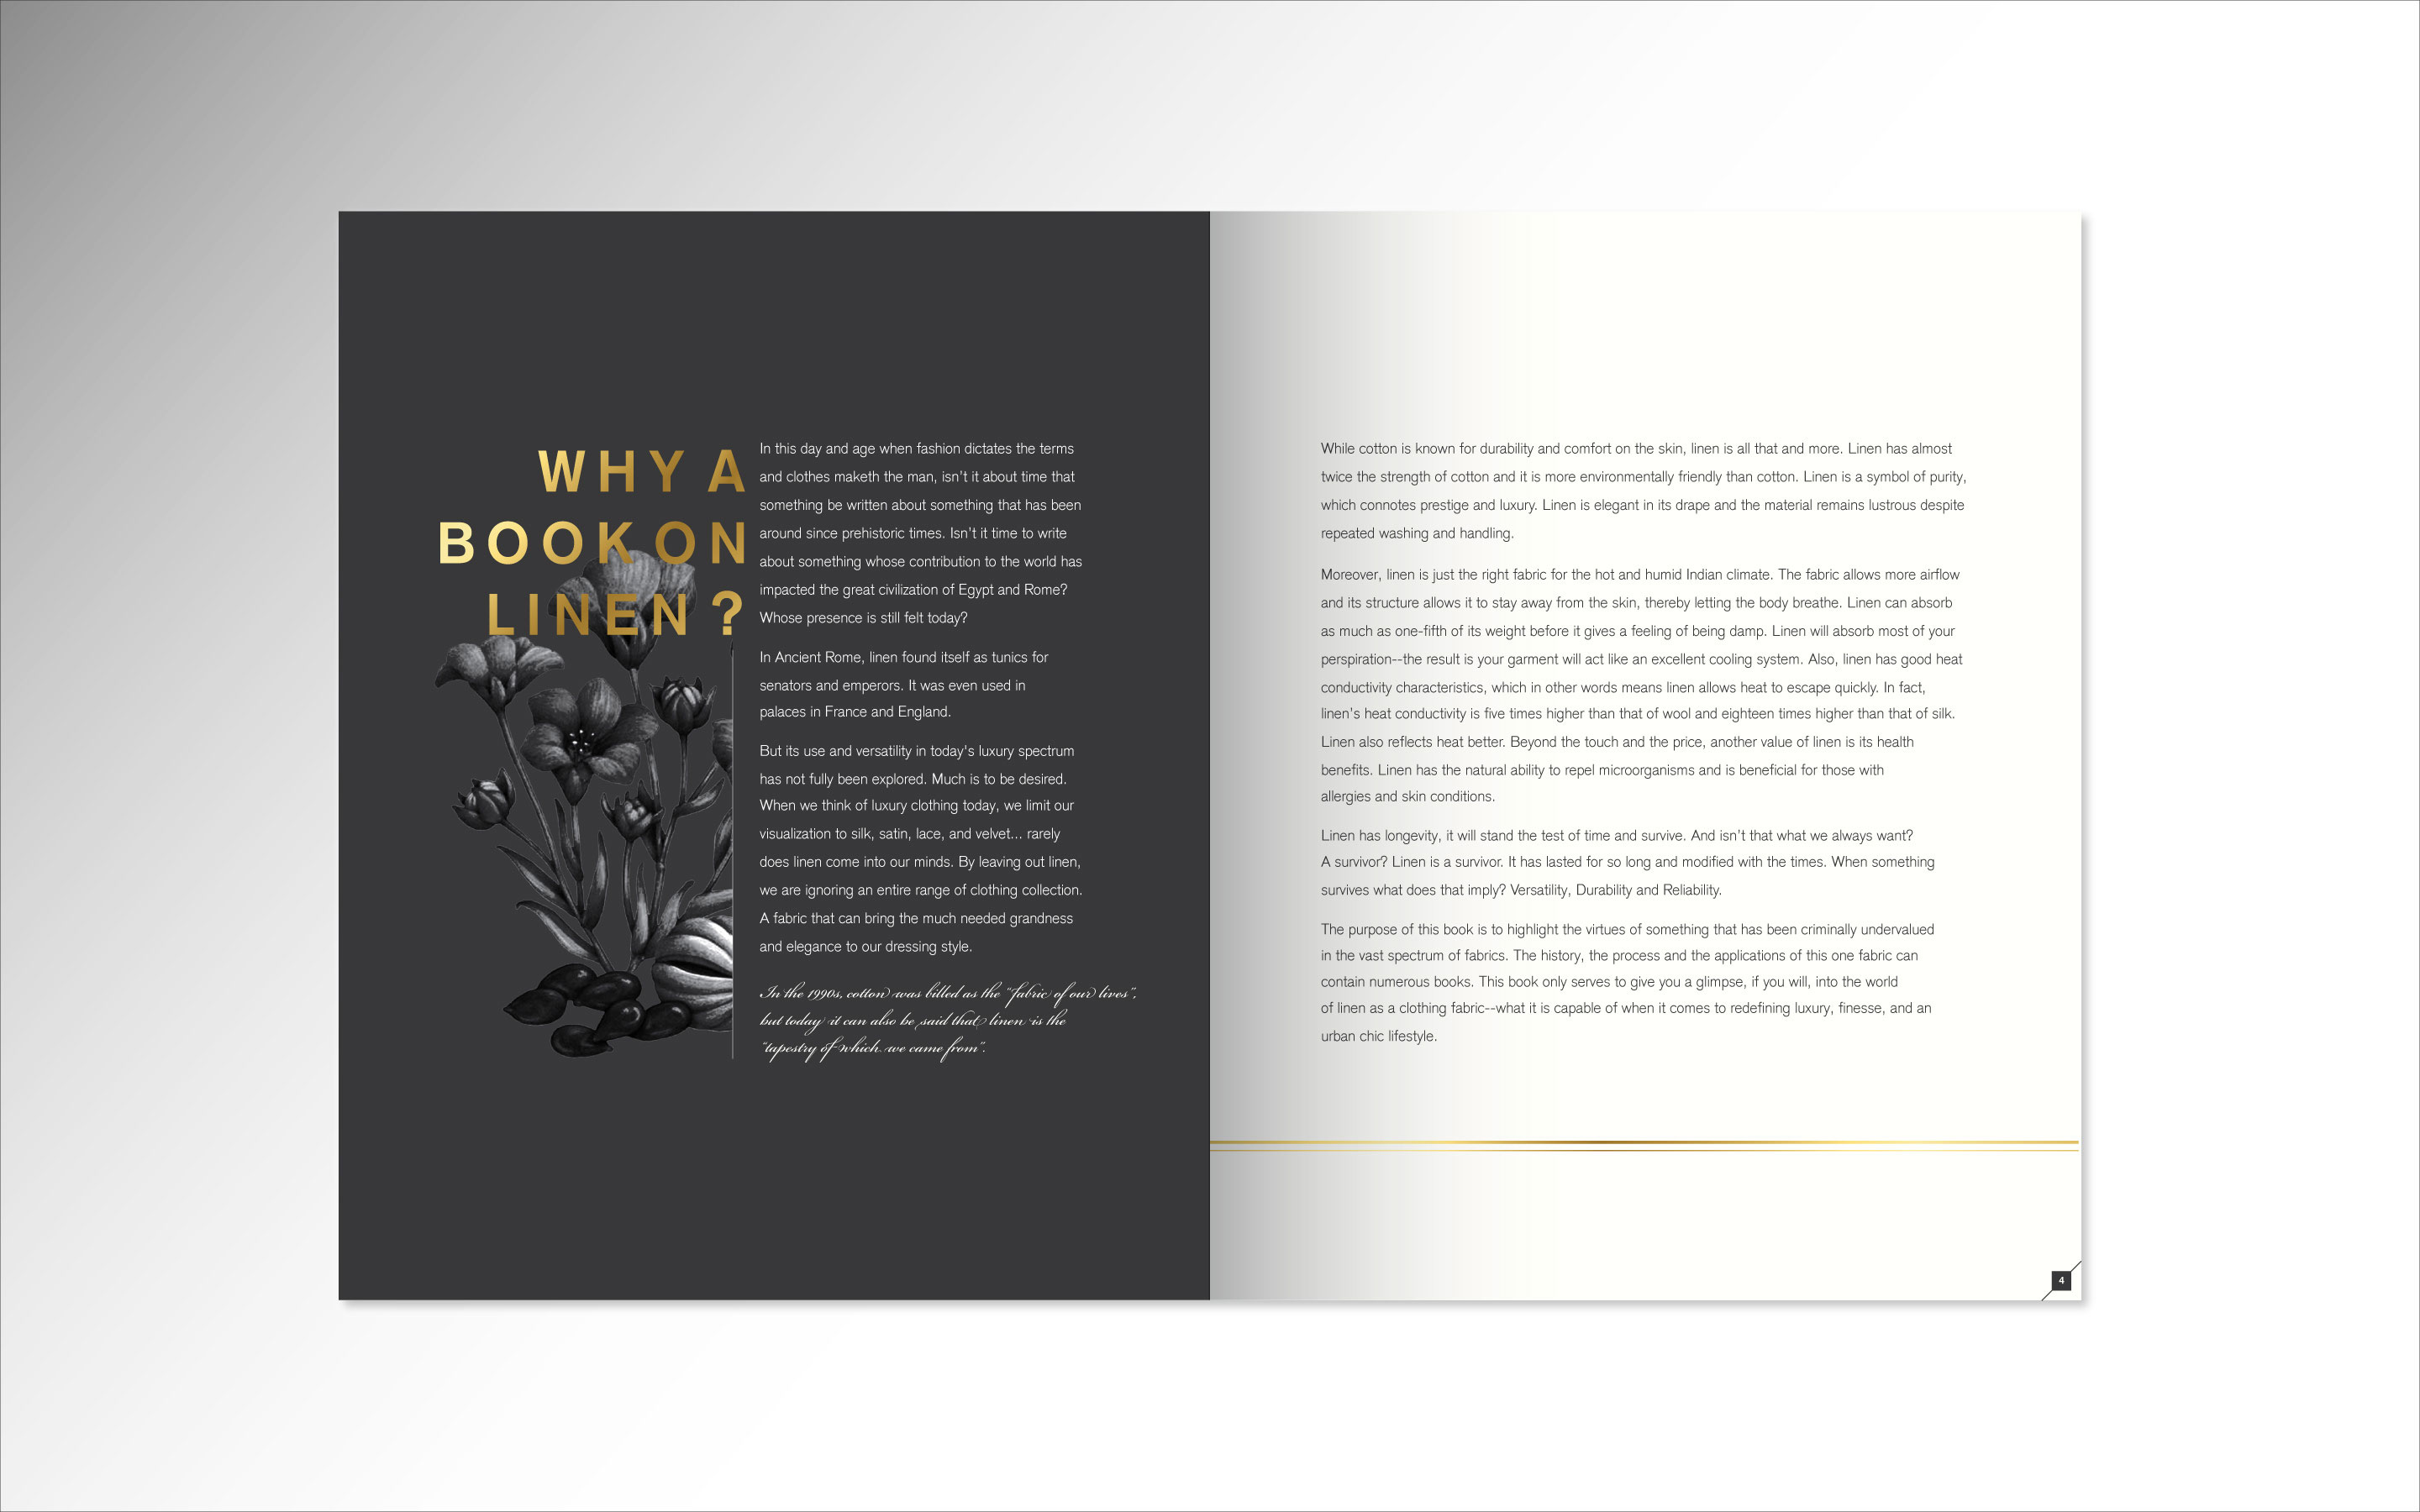 WHY A
BOOK ON
LINEN ?
In this day and age when fashion dictates the terms
and clothes maketh the man, isn't it about time that
something be written about something that has been
around since prehistoric times. Isn't it time to write
about something whose contribution to the world has
impacted the great civilization of Egypt and Rome?
Whose presence is still felt today?
In Ancient Rome, linen found itself as tunics for
senators and emperors. It was even used in
palaces in France and England.
But its use and versatility in today's luxury spectrum
has not fully been explored. Much is to be desired.
When we think of luxury clothing today, we limit our
visualization to silk, satin, lace, and velvet... rarely
does linen come into our minds. By leaving out linen,
we are ignoring an entire range of clothing collection.
A fabric that can bring the much needed grandness
and elegance to our dressing style.
In the 1990s, cotton was billed as the "fabric of our lives",
but today it can also be said that linen is the
"tapestry of which we came from".
While cotton is known for durability and comfort on the skin, linen is all that and more. Linen has almost
twice the strength of cotton and it is more environmentally friendly than cotton. Linen is a symbol of purity,
which connotes prestige and luxury. Linen is elegant in its drape and the material remains lustrous despite
repeated washing and handling.
Moreover, linen is just the right fabric for the hot and humid Indian climate. The fabric allows more airflow
and its structure allows it to stay away from the skin, thereby letting the body breathe. Linen can absorb
as much as one-fifth of its weight before it gives a feeling of being damp. Linen will absorb most of your
perspiration--the result is your garment will act like an excellent cooling system. Also, linen has good heat
conductivity characteristics, which in other words means linen allows heat to escape quickly. In fact,
linen's heat conductivity is five times higher than that of wool and eighteen times higher than that of silk.
Linen also reflects heat better. Beyond the touch and the price, another value of linen is its health
benefits. Linen has the natural ability to repel microorganisms and is beneficial for those with
allergies and skin conditions.
Linen has longevity, it will stand the test of time and survive. And isn't that what we always want?
A survivor? Linen is a survivor. It has lasted for so long and modified with the times. When something
survives what does that imply? Versatility, Durability and Reliability.
The purpose of this book is to highlight the virtues of something that has been criminally undervalued
in the vast spectrum of fabrics. The history, the process and the applications of this one fabric can
contain numerous books. This book only serves to give you a glimpse, if you will, into the world
of linen as a clothing fabric--what it is capable of when it comes to redefining luxury, finesse, and an
urban chic lifestyle.
4